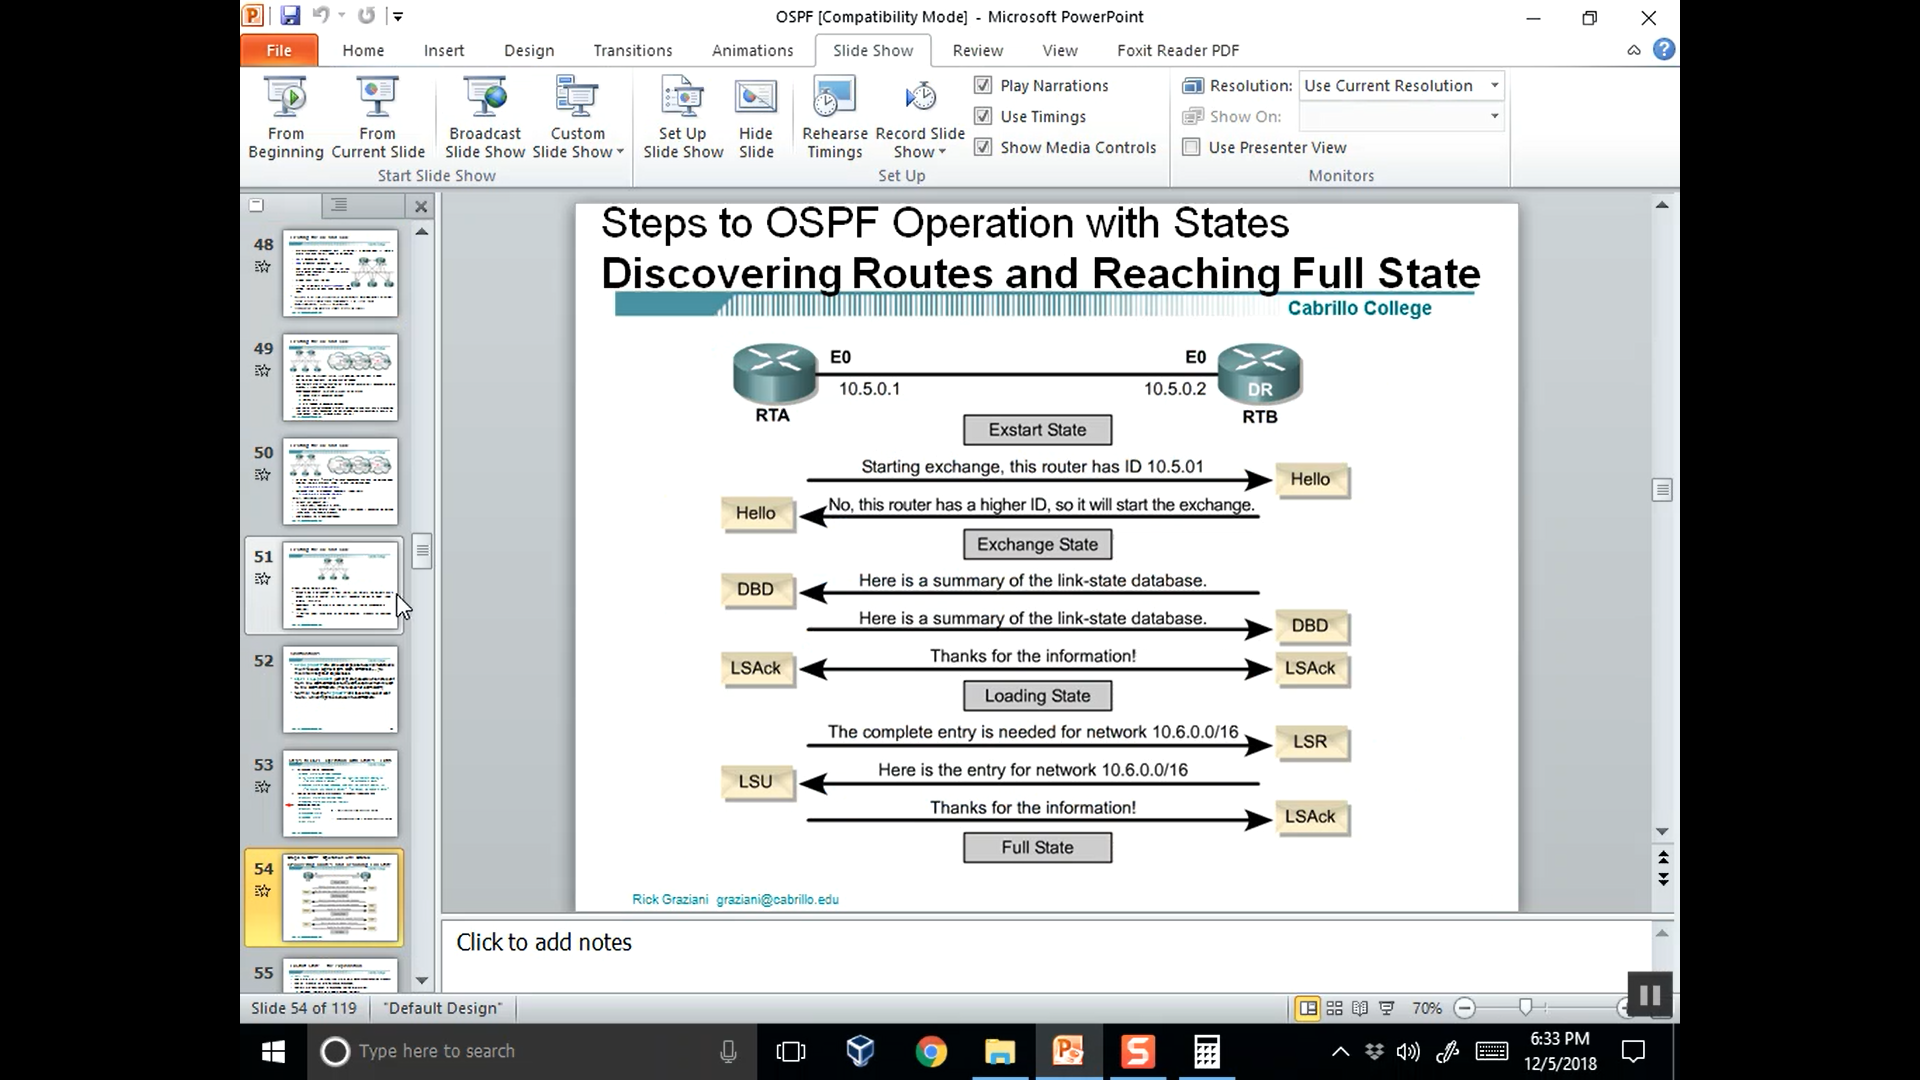 OSPF [Compatibility Mode] - Microsoft PowerPoint
File Home Insert Design Transitions Animations Slide Show Review View Foxit Reader PDF
From Beginning
From Current Slide
Broadcast Slide Show
Custom Slide Show
Start Slide Show
Set Up Slide Show
Hide Slide
Rehearse Timings
Record Slide Show
Play Narrations
Use Timings
Show Media Controls
Set Up
Resolution: Use Current Resolution
Show On:
Use Presenter View
Monitors
48
49
50
51
52
53
54
55
Steps to OSPF Operation with States
Discovering Routes and Reaching Full State
Cabrillo College
E0 E0
10.5.0.1 10.5.0.2 DR
RTA RTB
Exstart State
Starting exchange, this router has ID 10.5.01
Hello
No, this router has a higher ID, so it will start the exchange.
Hello
Exchange State
DBD Here is a summary of the link-state database.
Here is a summary of the link-state database. DBD
LSAck Thanks for the information! LSAck
Loading State
The complete entry is needed for network 10.6.0.0/16 LSR
LSU Here is the entry for network 10.6.0.0/16
Thanks for the information! LSAck
Full State
Rick Graziani graziani@cabrillo.edu
Click to add notes
Slide 54 of 119 "Default Design" 70%
Type here to search
6:33 PM
12/5/2018